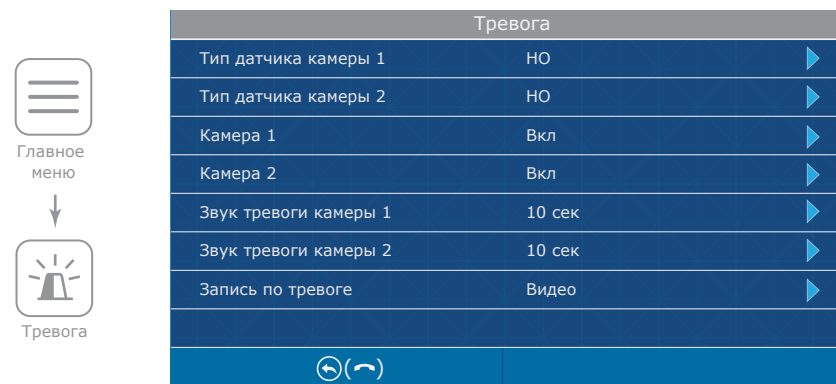 Тревога
Тип датчика камеры 1 НО
Тип датчика камеры 2 НО
Камера 1 Вкл
Камера 2 Вкл
Звук тревоги камеры 1 10 сек
Звук тревоги камеры 2 10 сек
Запись по тревоге Видео
Главное
меню
Тревога